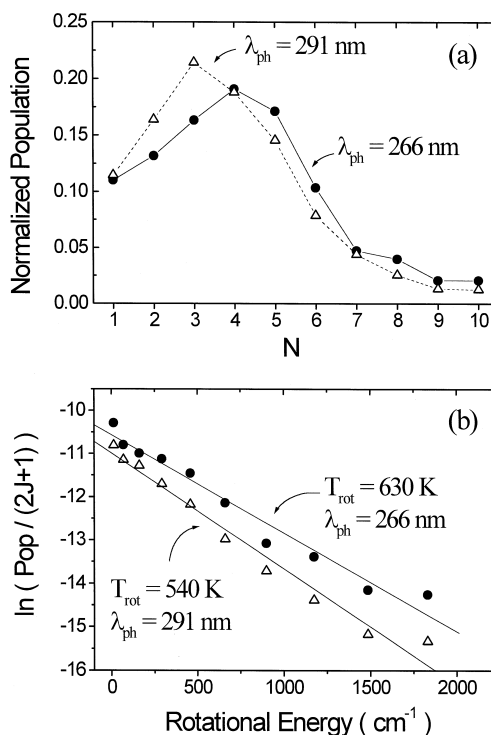 (a)
λph = 291 nm
λph = 266 nm
Normalized Population
0.25
0.20
0.15
0.10
0.05
0.00
1 2 3 4 5 6 7 8 9 10
N
(b)
ln ( Pop / (2J+1) )
-10
-11
-12
-13
-14
-15
-16
Trot = 630 K
λph = 266 nm
Trot = 540 K
λph = 291 nm
0 500 1000 1500 2000
Rotational Energy ( cm-1 )